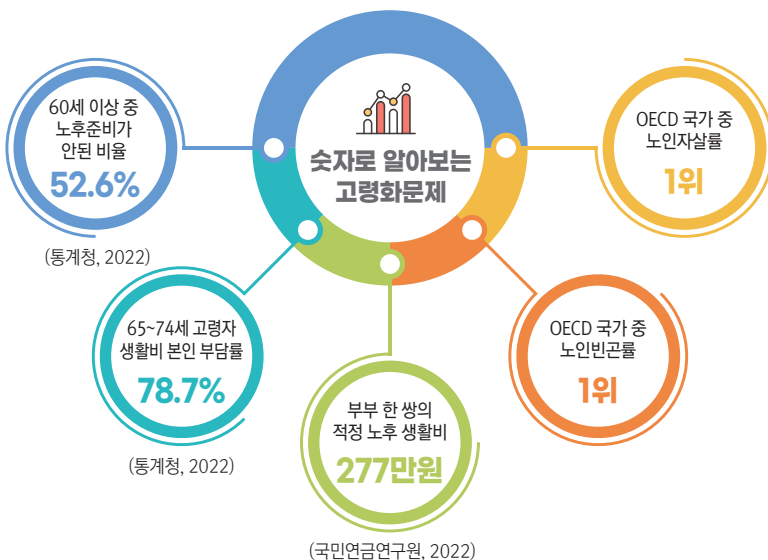 숫자로 알아보는
고령화문제
60세 이상 중
노후준비가
안된 비율
52.6%
(통계청, 2022)
65~74세 고령자
생활비 본인 부담률
78.7%
(통계청, 2022)
부부 한 쌍의
적정 노후 생활비
277만원
(국민연금연구원, 2022)
OECD 국가 중
노인빈곤률
1위
OECD 국가 중
노인자살률
1위